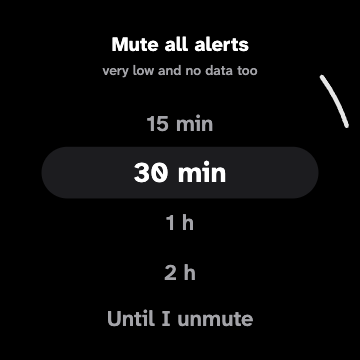 Mute all alerts
very low and no data too
15 min
30 min
1 h
2 h
Until I unmute